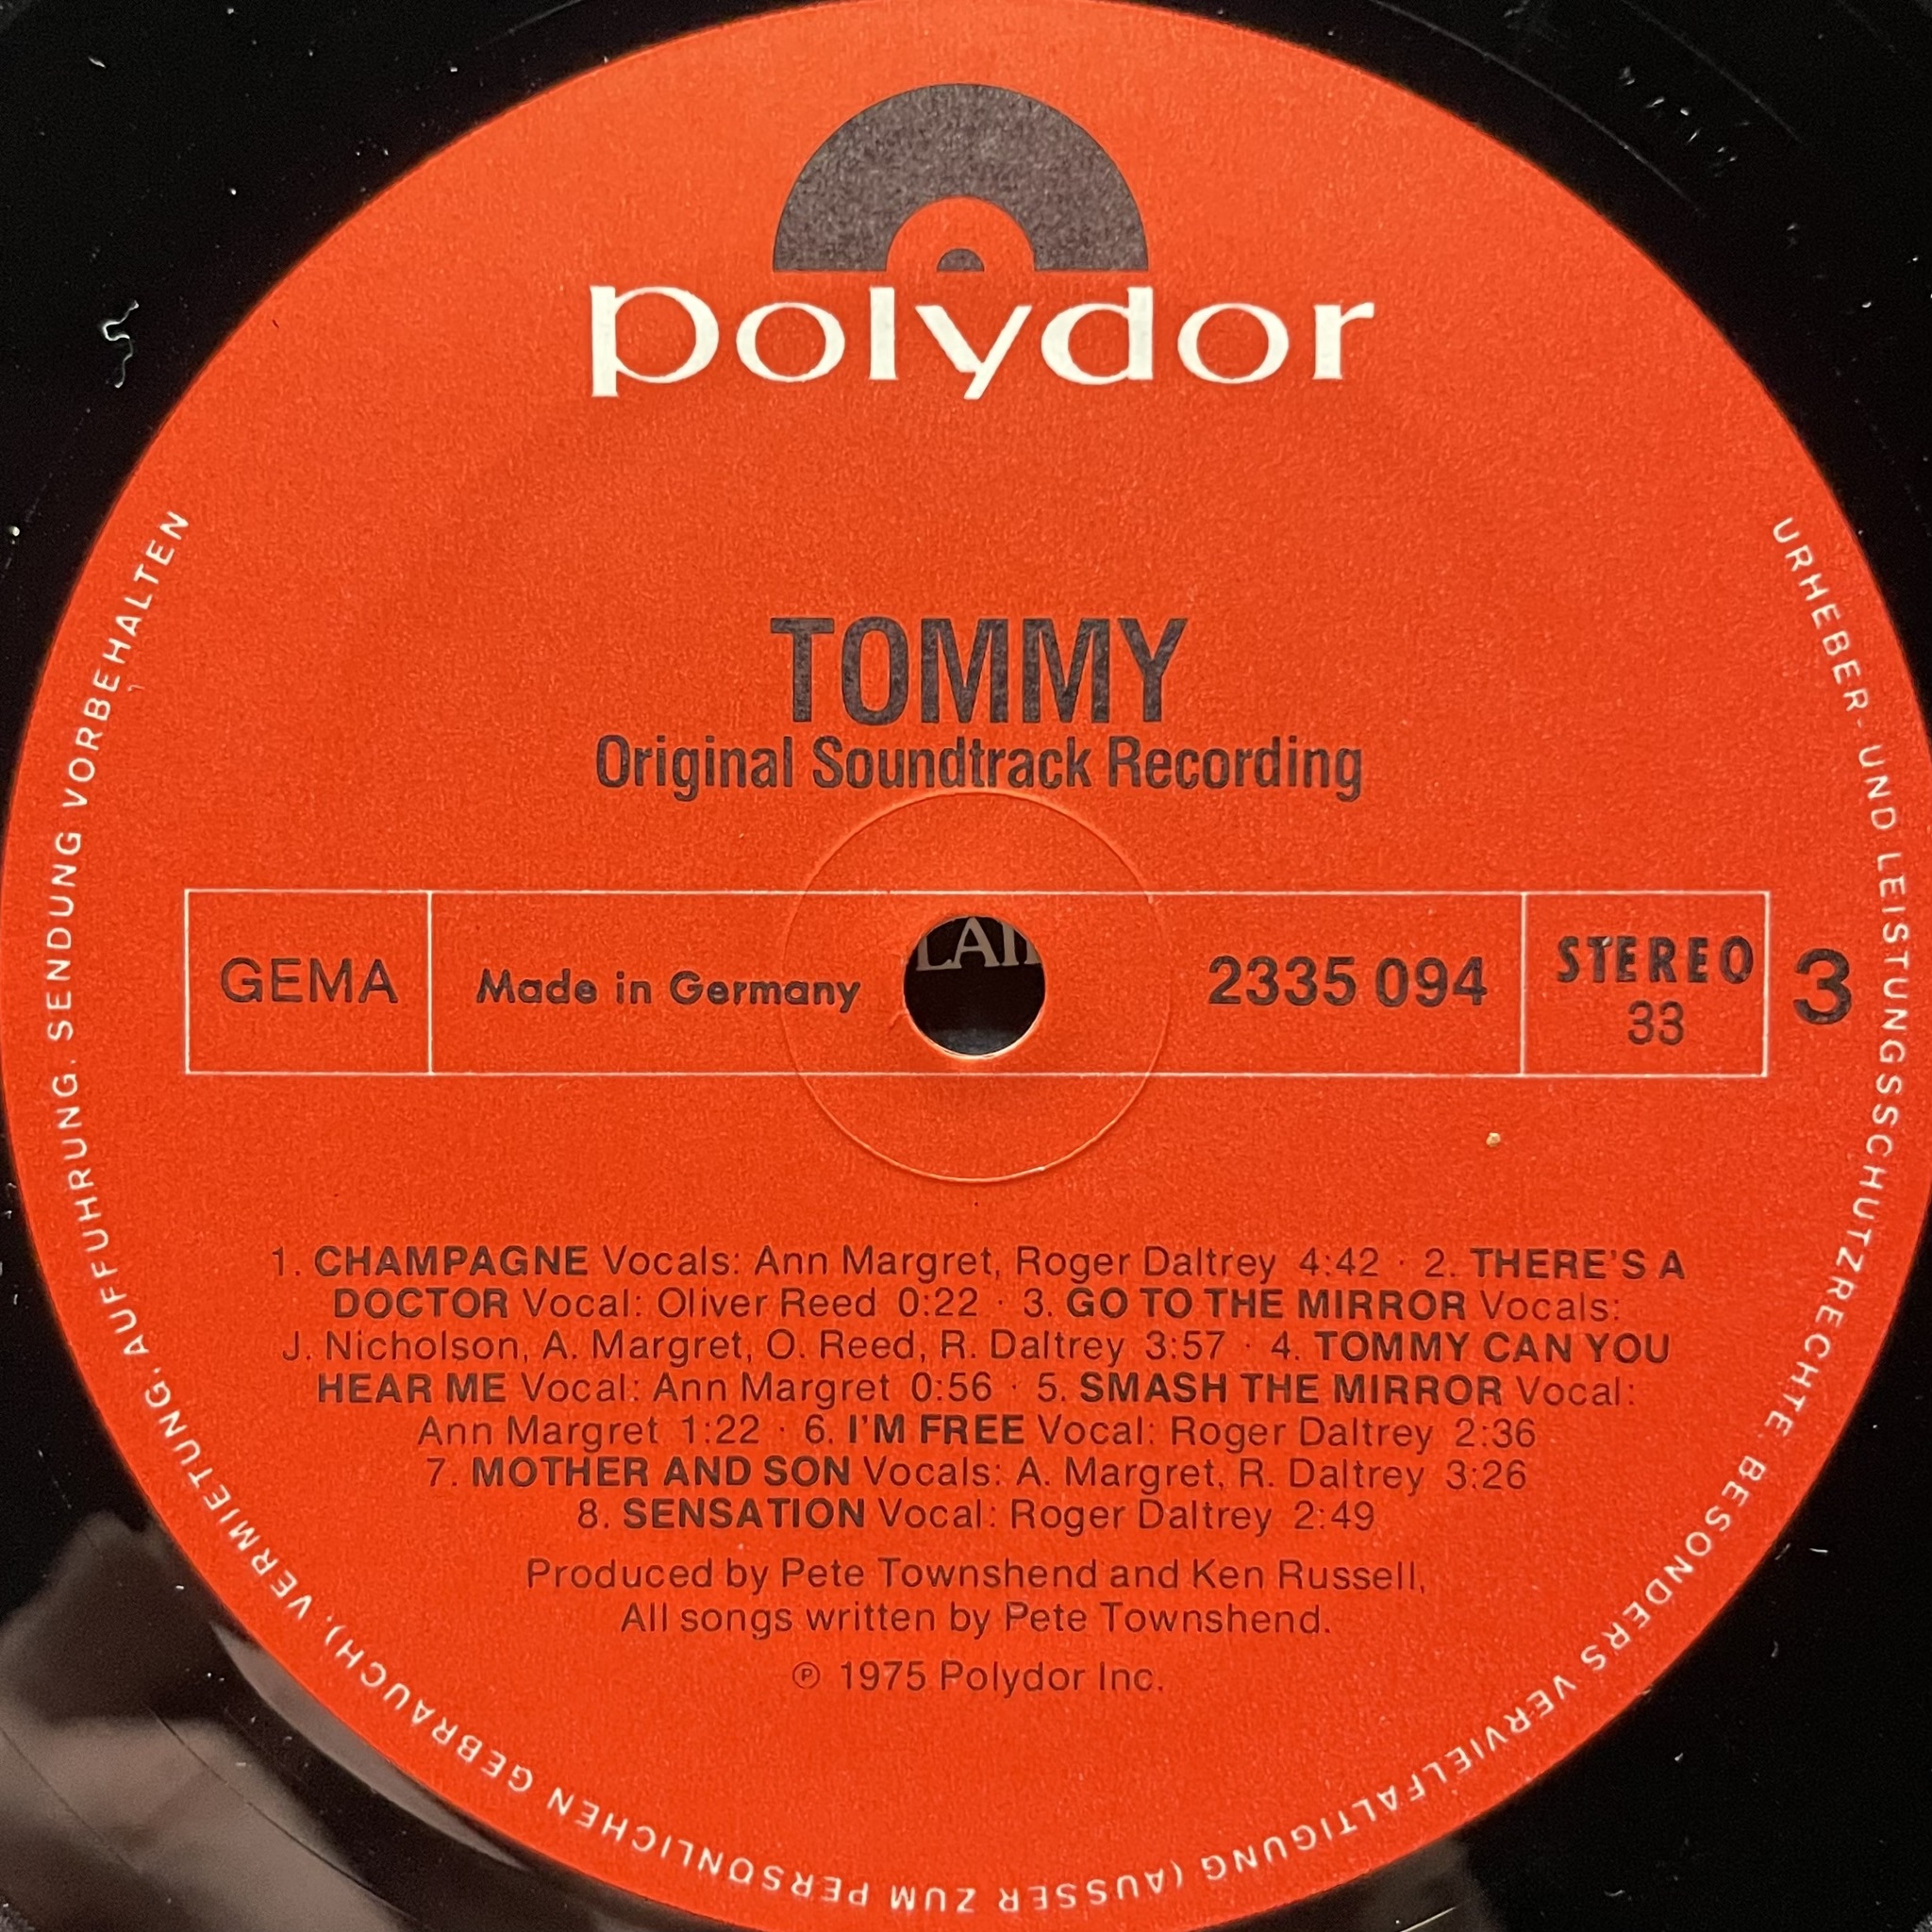 polydor
TOMMY
Original Soundtrack Recording
GEMA
Made in Germany
2335 094
STEREO
33
3
1. CHAMPAGNE Vocals: Ann Margret, Roger Daltrey 4:42 · 2. THERE'S A
DOCTOR Vocal: Oliver Reed 0:22 · 3. GO TO THE MIRROR Vocals:
J. Nicholson, A. Margret, O. Reed, R. Daltrey 3:57 · 4. TOMMY CAN YOU
HEAR ME Vocal: Ann Margret 0:56 · 5. SMASH THE MIRROR Vocal:
Ann Margret 1:22 · 6. I'M FREE Vocal: Roger Daltrey 2:36
7. MOTHER AND SON Vocals: A. Margret, R. Daltrey 3:26
8. SENSATION Vocal: Roger Daltrey 2:49
Produced by Pete Townshend and Ken Russell,
All songs written by Pete Townshend.
℗ 1975 Polydor Inc.
URHEBER- UND LEISTUNGSSCHUTZRECHTE, BESONDERS VERVIELFÄLTIGUNG (AUSSER ZUM PERSÖNLICHEN GEBRAUCH), VERMIETUNG, AUFFÜHRUNG, SENDUNG VORBEHALTEN